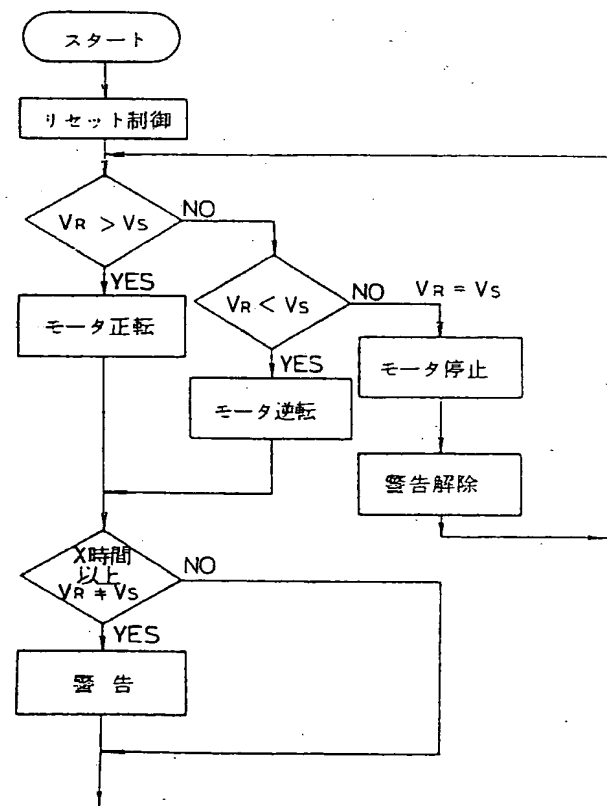 スタート
リセット制御
VR > VS
NO
YES
モータ正転
VR < VS
NO
VR = VS
YES
モータ逆転
モータ停止
警告解除
X時間
以上
VR ≠ VS
NO
YES
警告